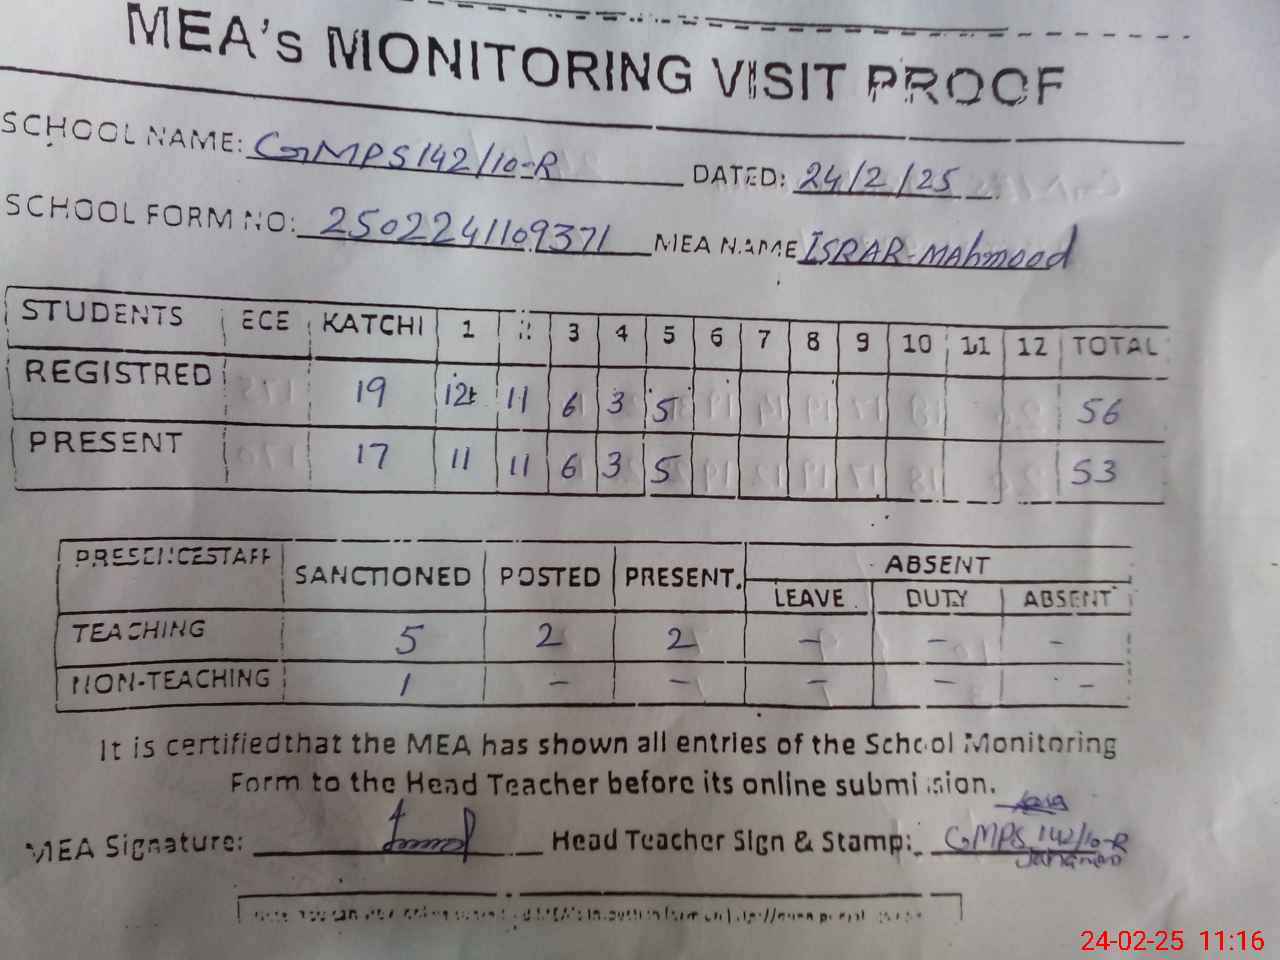 MEA's MONITORING VISIT PROOF
SCHOOL NAME: GMPS 142/10-R DATED: 24/2/25
SCHOOL FORM NO: 2502241109371 MEA NAME ISRAR-Mahmood
STUDENTS ECE KATCHI 1 3 4 5 6 7 8 9 10 11 12 TOTAL
REGISTRED 19 12 11 6 3 5 56
PRESENT 17 11 11 6 3 5 53
PRESENCESTAFF SANCTIONED POSTED PRESENT. ABSENT
LEAVE DUTY ABSENT
TEACHING 5 2 2 - - -
NON-TEACHING 1 - - - - -
It is certified that the MEA has shown all entries of the School Monitoring
Form to the Head Teacher before its online submission.
MEA Signature: Head Teacher Sign & Stamp: GMPS 142/10-R
24-02-25 11:16